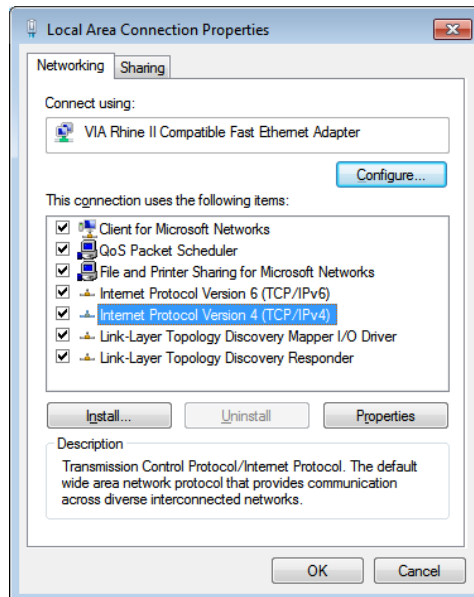 Local Area Connection Properties
Networking
Sharing
Connect using:
VIA Rhine II Compatible Fast Ethernet Adapter
Configure...
This connection uses the following items:
Client for Microsoft Networks
QoS Packet Scheduler
File and Printer Sharing for Microsoft Networks
Internet Protocol Version 6 (TCP/IPv6)
Internet Protocol Version 4 (TCP/IPv4)
Link-Layer Topology Discovery Mapper I/O Driver
Link-Layer Topology Discovery Responder
Install...
Uninstall
Properties
Description
Transmission Control Protocol/Internet Protocol. The default
wide area network protocol that provides communication
across diverse interconnected networks.
OK
Cancel